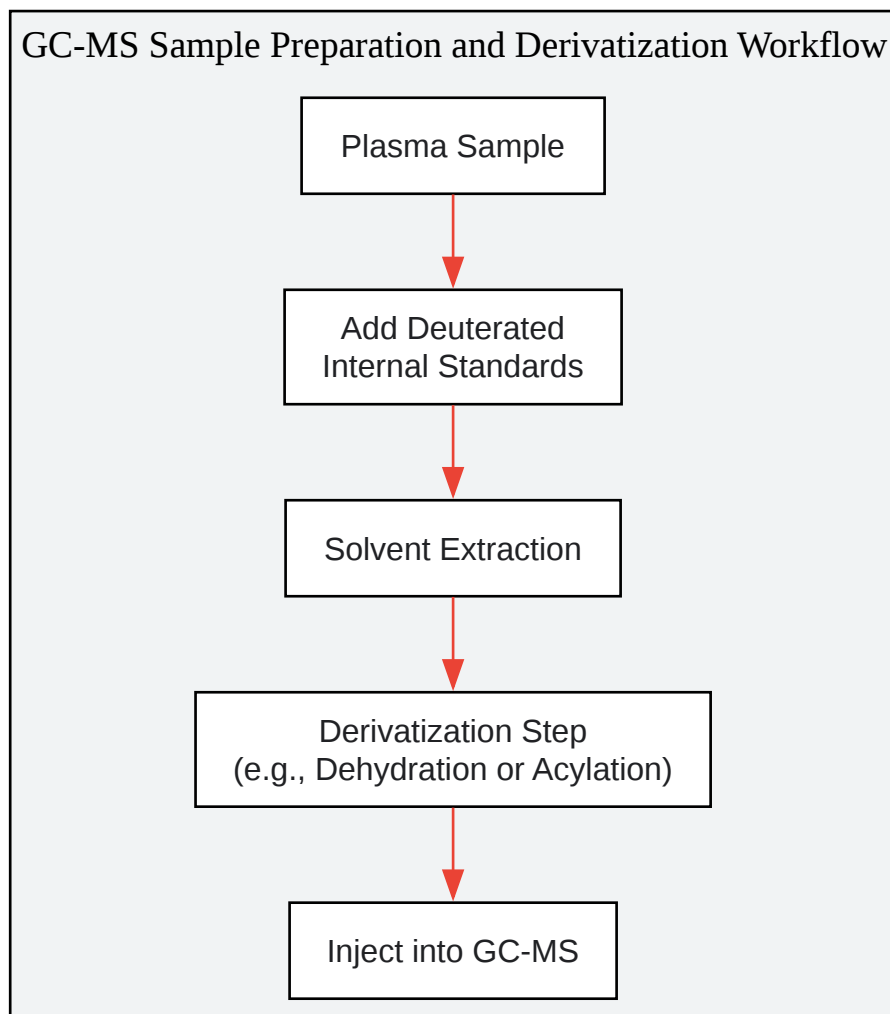 GC-MS Sample Preparation and Derivatization Workflow
Plasma Sample
Add Deuterated
Internal Standards
Solvent Extraction
Derivatization Step
(e.g., Dehydration or Acylation)
Inject into GC-MS